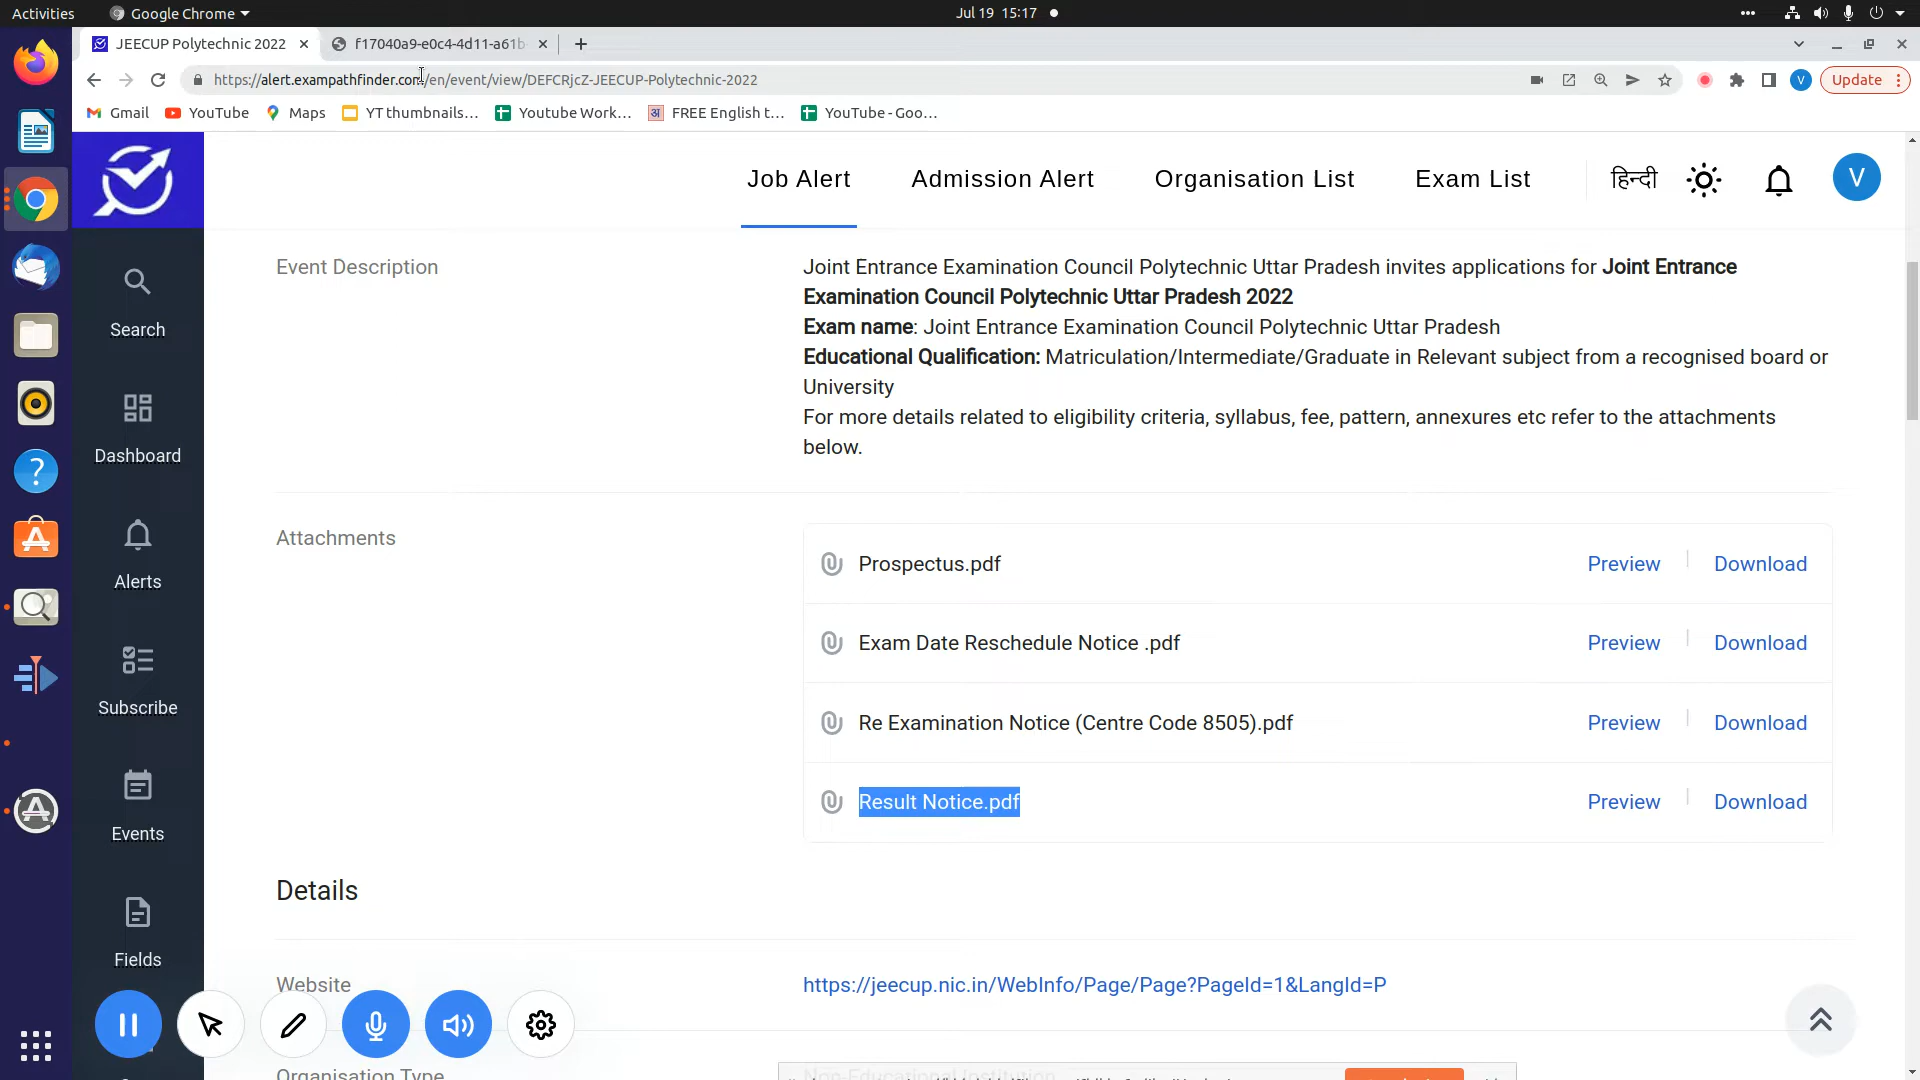 Activities
Google Chrome
Jul 19 15:17
JEECUP Polytechnic 2022
f17040a9-e0c4-4d11-a61b-
https://alert.exampathfinder.com/en/event/view/DEFCRjcZ-JEECUP-Polytechnic-2022
V
Update
Gmail
YouTube
Maps
YT thumbnails...
Youtube Work...
FREE English t...
YouTube - Goo...
Job Alert
Admission Alert
Organisation List
Exam List
हिन्दी
V
Search
Dashboard
Alerts
Subscribe
Events
Fields
Event Description
Joint Entrance Examination Council Polytechnic Uttar Pradesh invites applications for Joint Entrance
Examination Council Polytechnic Uttar Pradesh 2022
Exam name: Joint Entrance Examination Council Polytechnic Uttar Pradesh
Educational Qualification: Matriculation/Intermediate/Graduate in Relevant subject from a recognised board or
University
For more details related to eligibility criteria, syllabus, fee, pattern, annexures etc refer to the attachments
below.
Attachments
Prospectus.pdf Preview Download
Exam Date Reschedule Notice .pdf Preview Download
Re Examination Notice (Centre Code 8505).pdf Preview Download
Result Notice.pdf Preview Download
Details
Website
https://jeecup.nic.in/WebInfo/Page/Page?PageId=1&LangId=P
Organisation Type
Non-Educational Institution